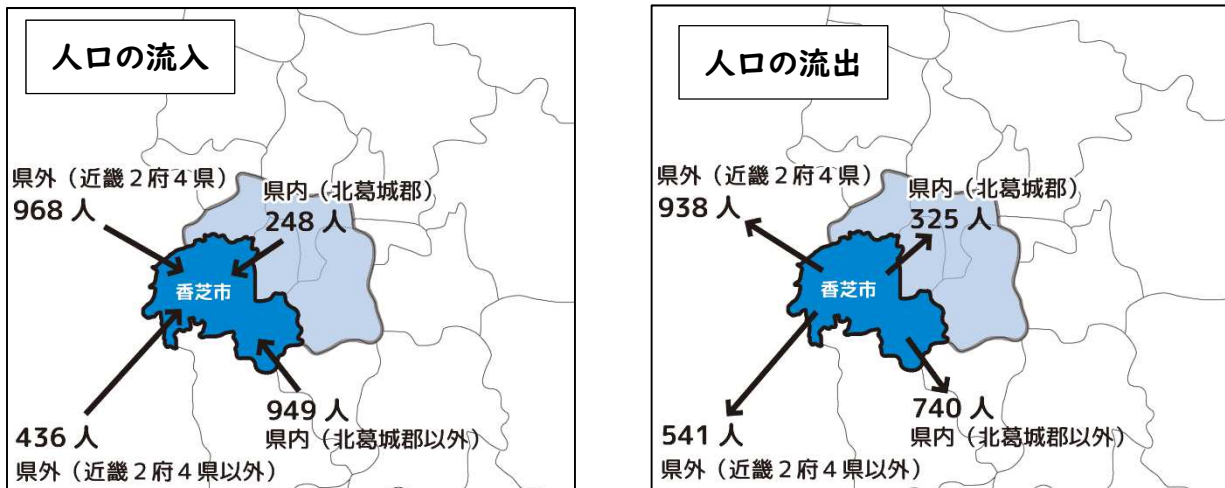 人口の流入
県外（近畿２府４県）
968 人
県内（北葛城郡）
248 人
香芝市
949 人
県内（北葛城郡以外）
436 人
県外（近畿２府４県以外）
人口の流出
県外（近畿２府４県）
938 人
県内（北葛城郡）
325 人
香芝市
740 人
県内（北葛城郡以外）
541 人
県外（近畿２府４県以外）